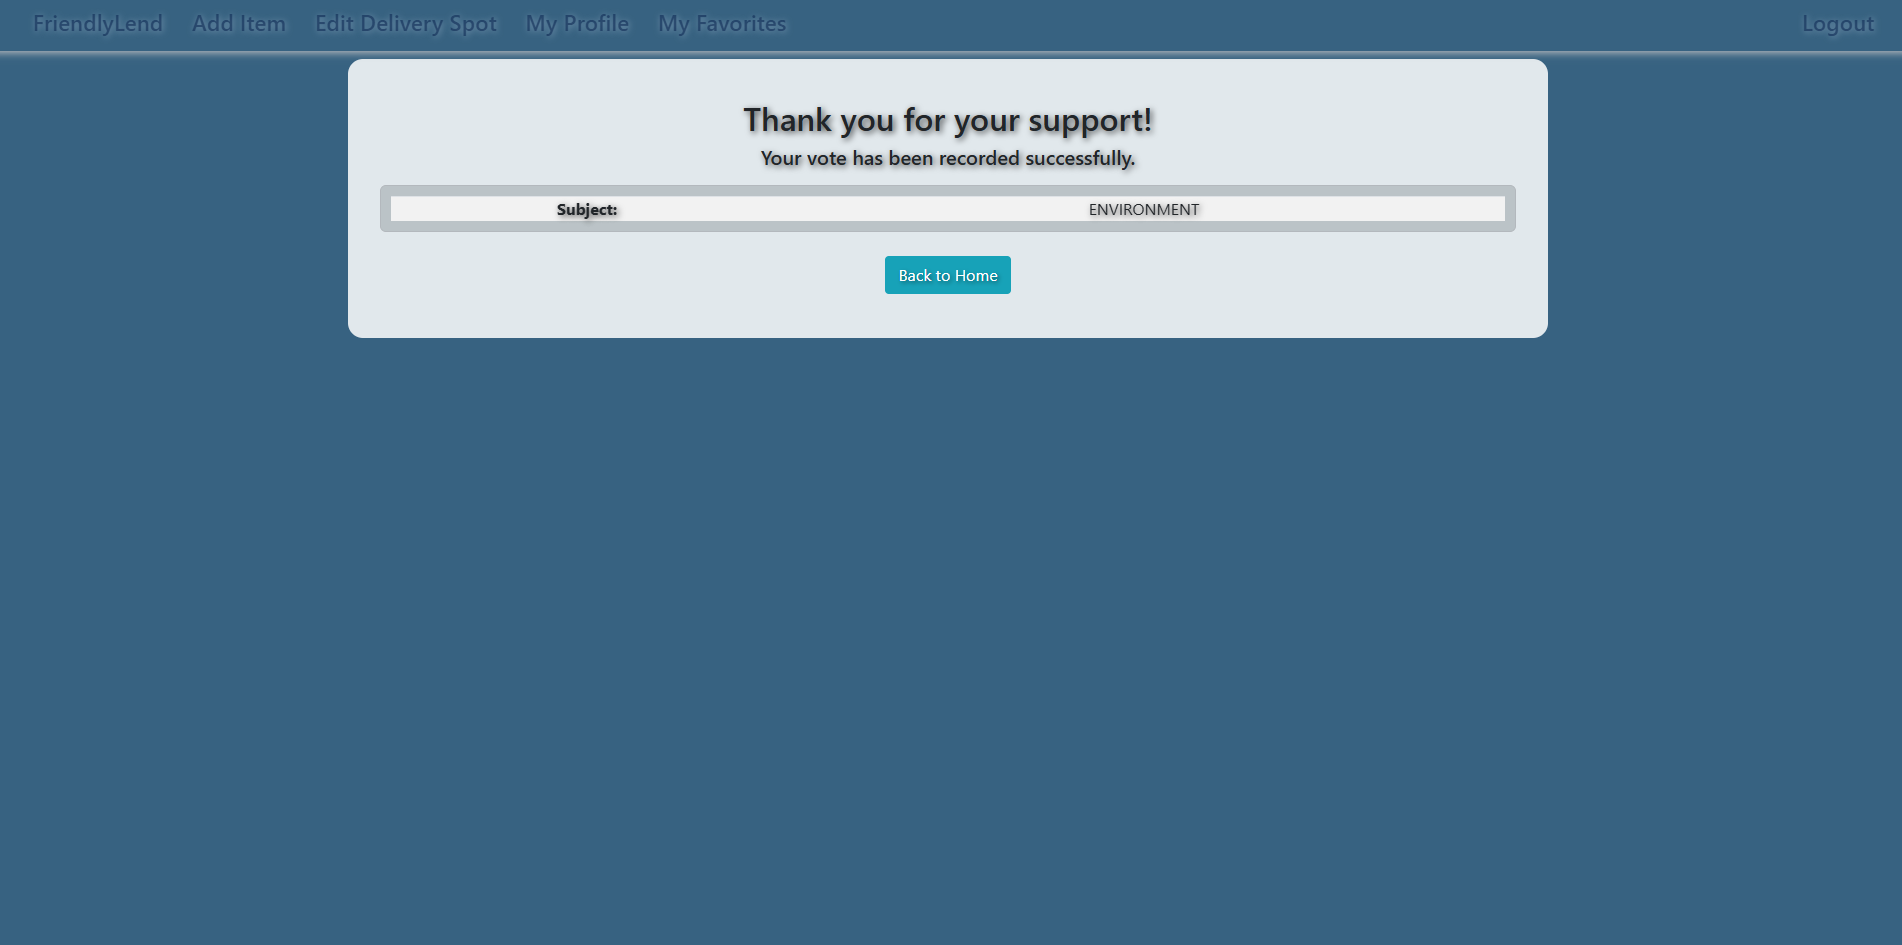 FriendlyLend Add Item Edit Delivery Spot My Profile My Favorites Logout
Thank you for your support!
Your vote has been recorded successfully.
Subject: ENVIRONMENT
Back to Home